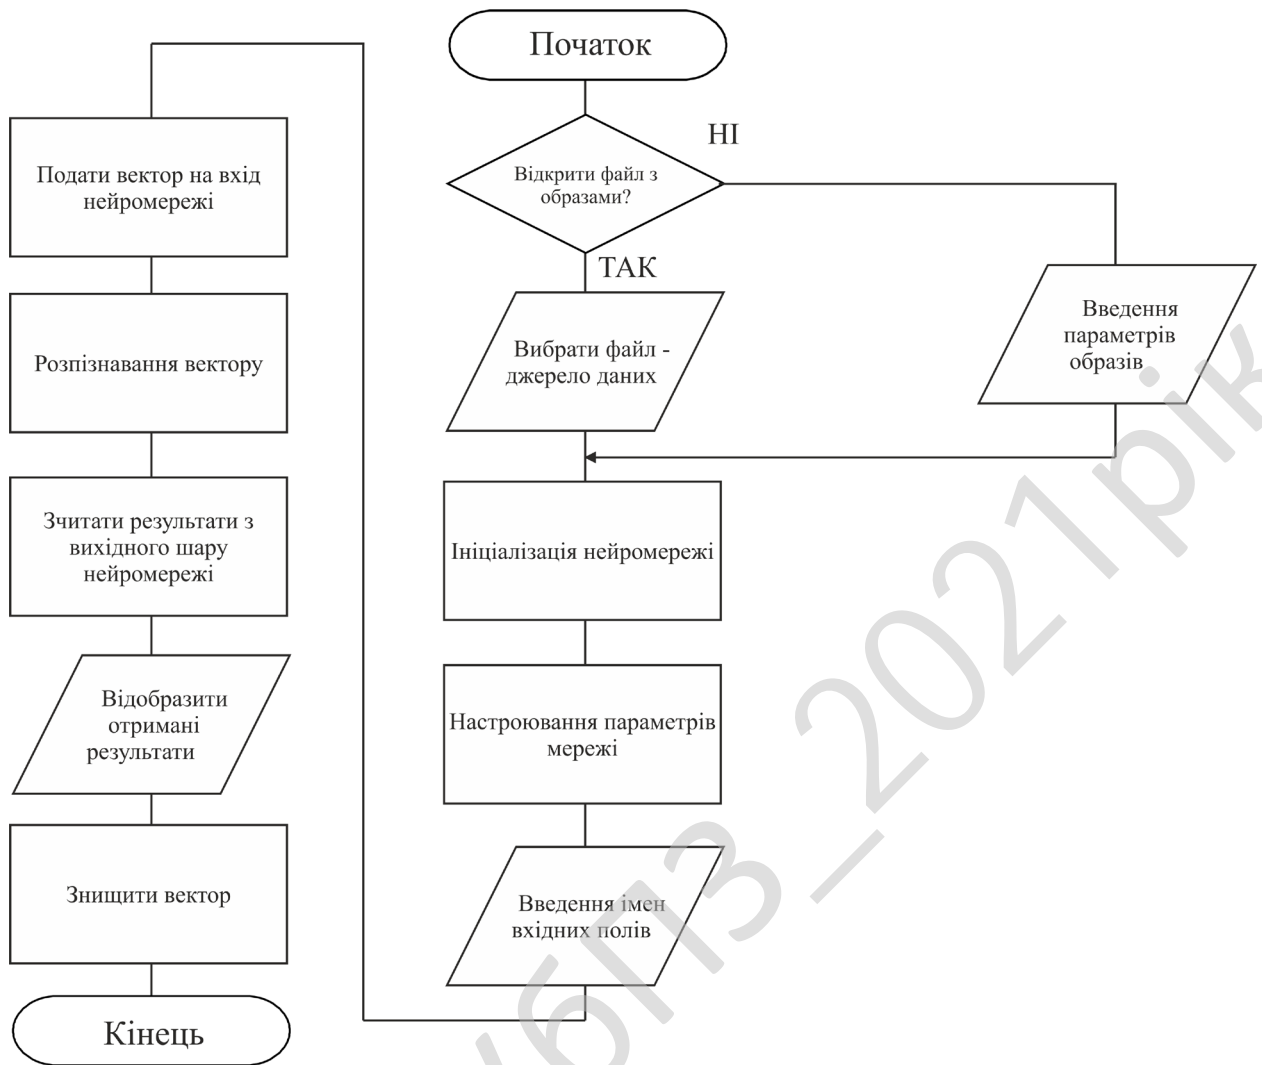 Початок
НІ
Відкрити файл з
образами?
ТАК
Вибрати файл -
джерело даних
Введення
параметрів
образів
Ініціалізація нейромережі
Настроювання параметрів
мережі
Введення імен
вхідних полів
Подати вектор на вхід
нейромережі
Розпізнавання вектору
Зчитати результати з
вихідного шару
нейромережі
Відобразити
отримані
результати
Знищити вектор
Кінець
бПЗ_2021рік